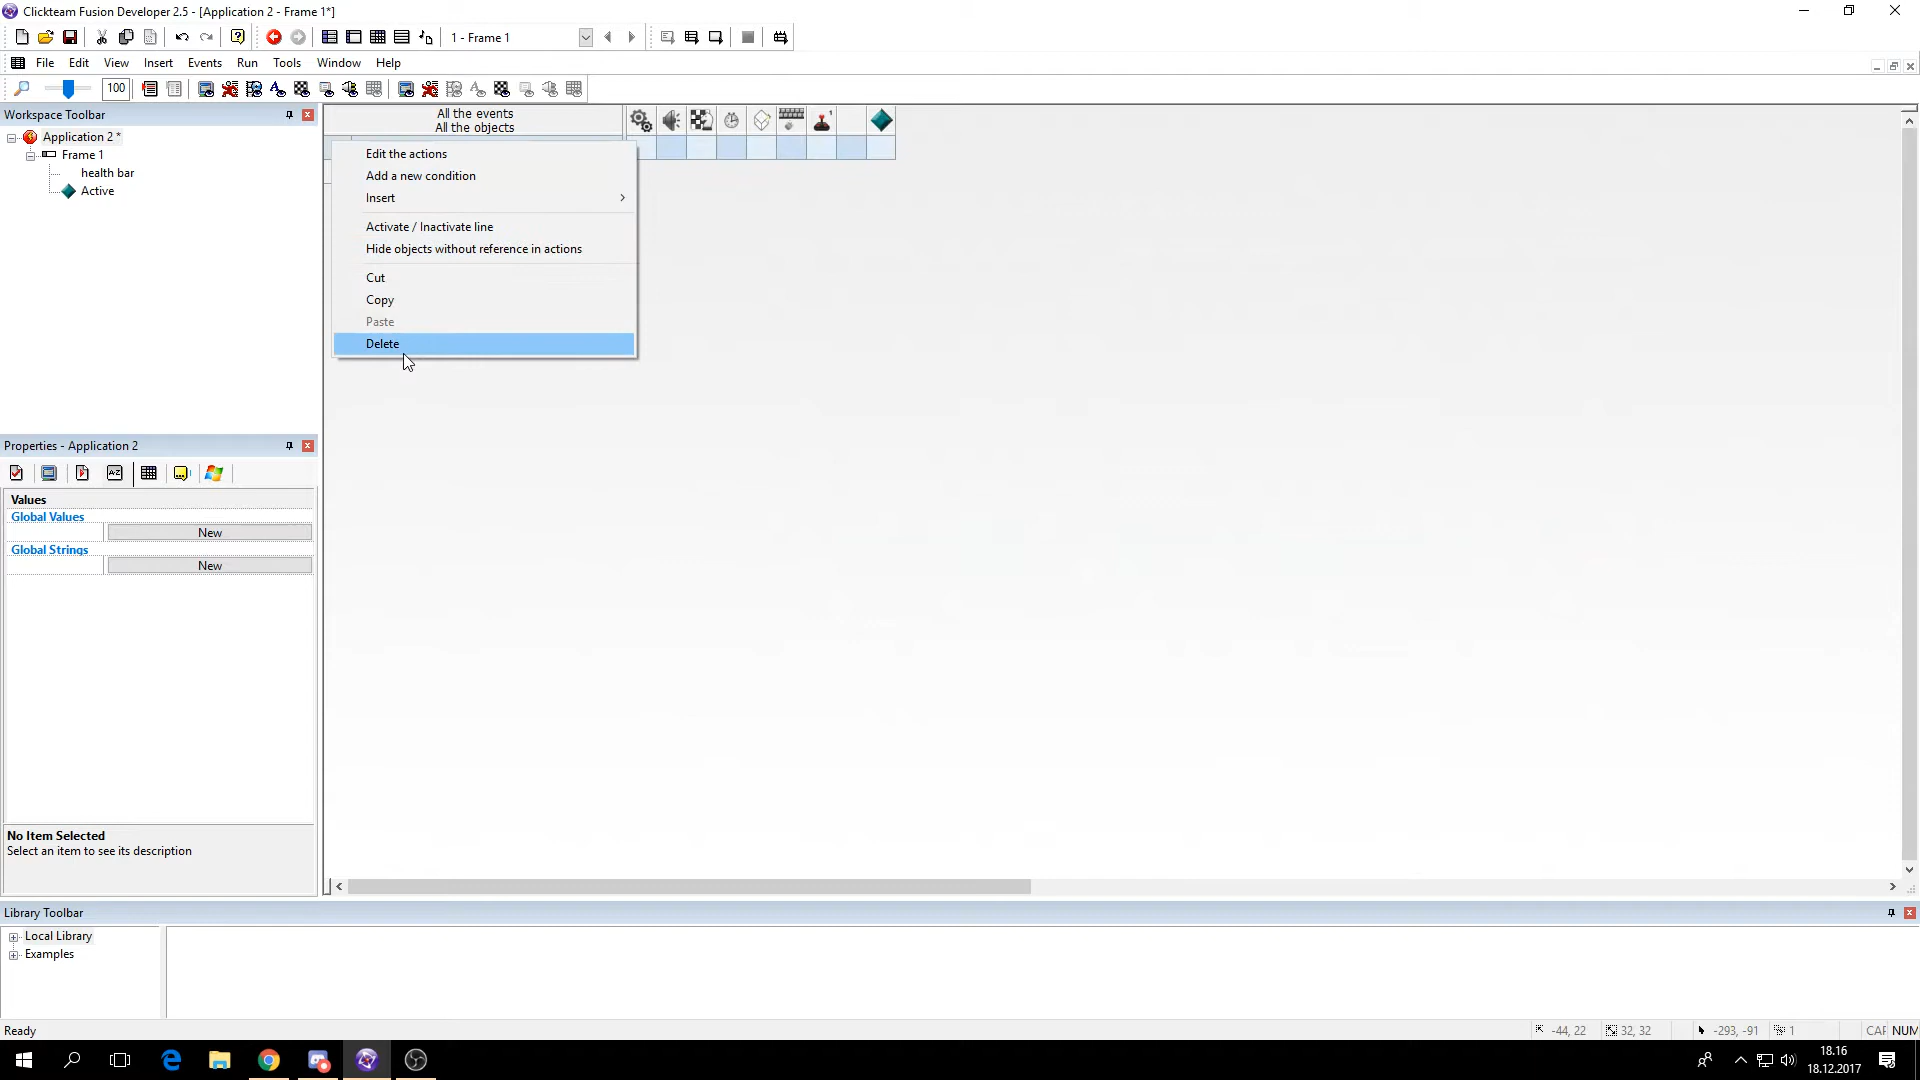 Clickteam Fusion Developer 2.5 - [Application 2 - Frame 1*]
1 - Frame 1
File Edit View Insert Events Run Tools Window Help
100
Workspace Toolbar
Application 2 *
Frame 1
health bar
Active
All the events
All the objects
1
Edit the actions
Add a new condition
Insert
Activate / Inactivate line
Hide objects without reference in actions
Cut
Copy
Paste
Delete
Properties - Application 2
Values
Global Values
New
Global Strings
New
No Item Selected
Select an item to see its description
Library Toolbar
Local Library
Examples
Ready
-44, 22 32, 32 -293, -91 1 CAP NUM
18.16
18.12.2017